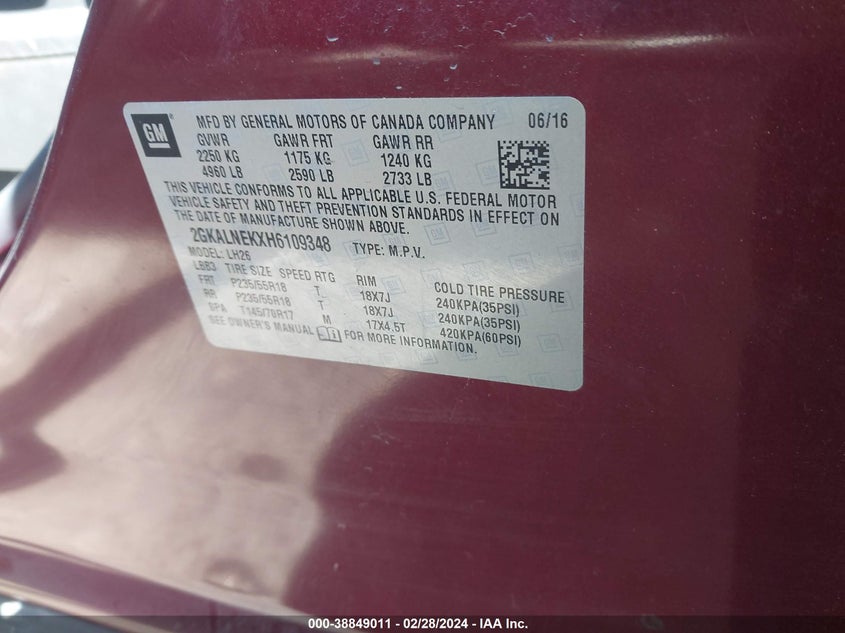 GM
MFD BY GENERAL MOTORS OF CANADA COMPANY 06/16
GVWR GAWR FRT GAWR RR
2250 KG 1175 KG 1240 KG
4960 LB 2590 LB 2733 LB
THIS VEHICLE CONFORMS TO ALL APPLICABLE U.S. FEDERAL MOTOR
VEHICLE SAFETY AND THEFT PREVENTION STANDARDS IN EFFECT ON
THE DATE OF MANUFACTURE SHOWN ABOVE.
2GKALNEKXH6109348 TYPE: M.P.V.
MODEL: LH26
LBB3 TIRE SIZE SPEED RTG RIM COLD TIRE PRESSURE
FRT P235/55R18 T 18X7J 240KPA(35PSI)
RR P235/55R18 T 18X7J 240KPA(35PSI)
SPA T145/70R17 M 17X4.5T 420KPA(60PSI)
SEE OWNER'S MANUAL FOR MORE INFORMATION.
000-38849011 - 02/28/2024 - IAA Inc.